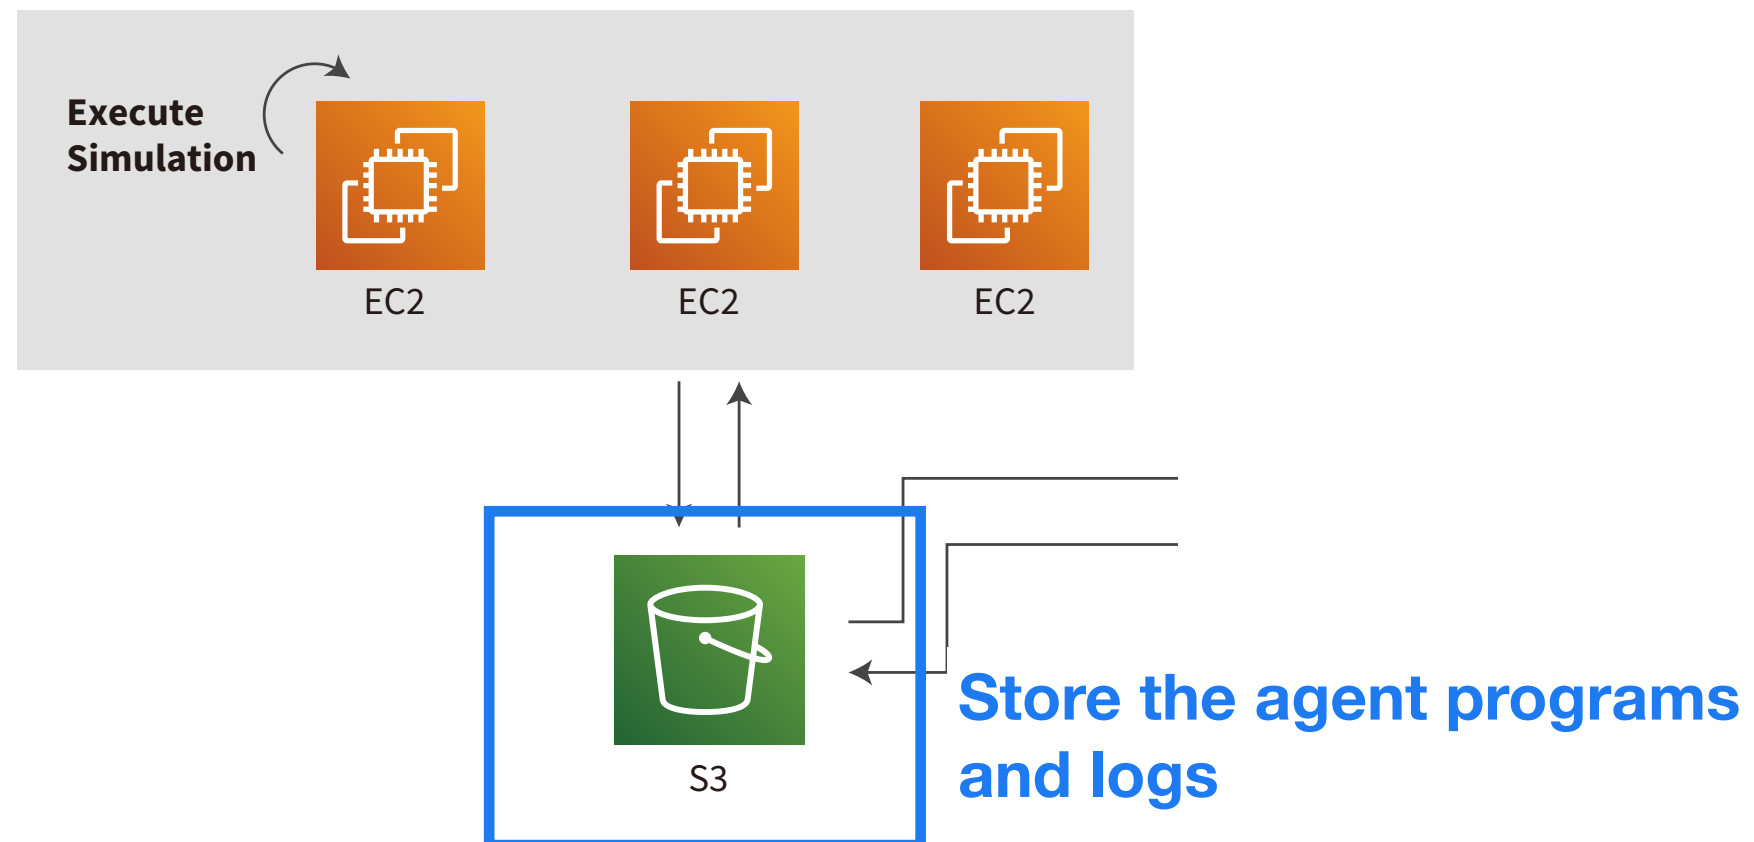 Execute
Simulation
EC2
EC2
EC2
S3
Store the agent programs
and logs